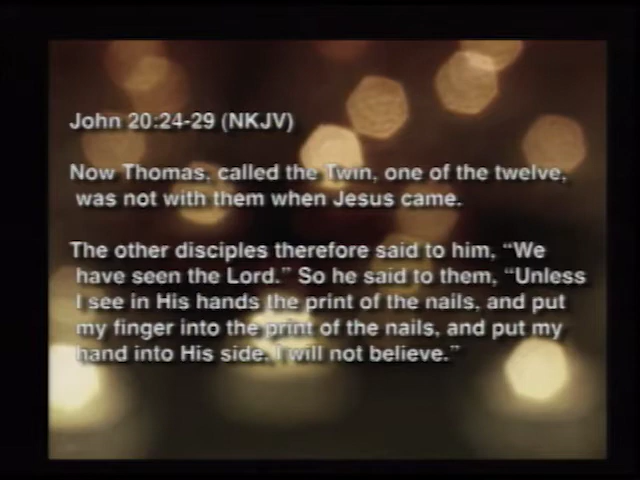 John 20:24-29 (NKJV)
Now Thomas, called the Twin, one of the twelve,
was not with them when Jesus came.
The other disciples therefore said to him, “We
have seen the Lord.” So he said to them, “Unless
I see in His hands the print of the nails, and put
my finger into the print of the nails, and put my
hand into His side, I will not believe.”